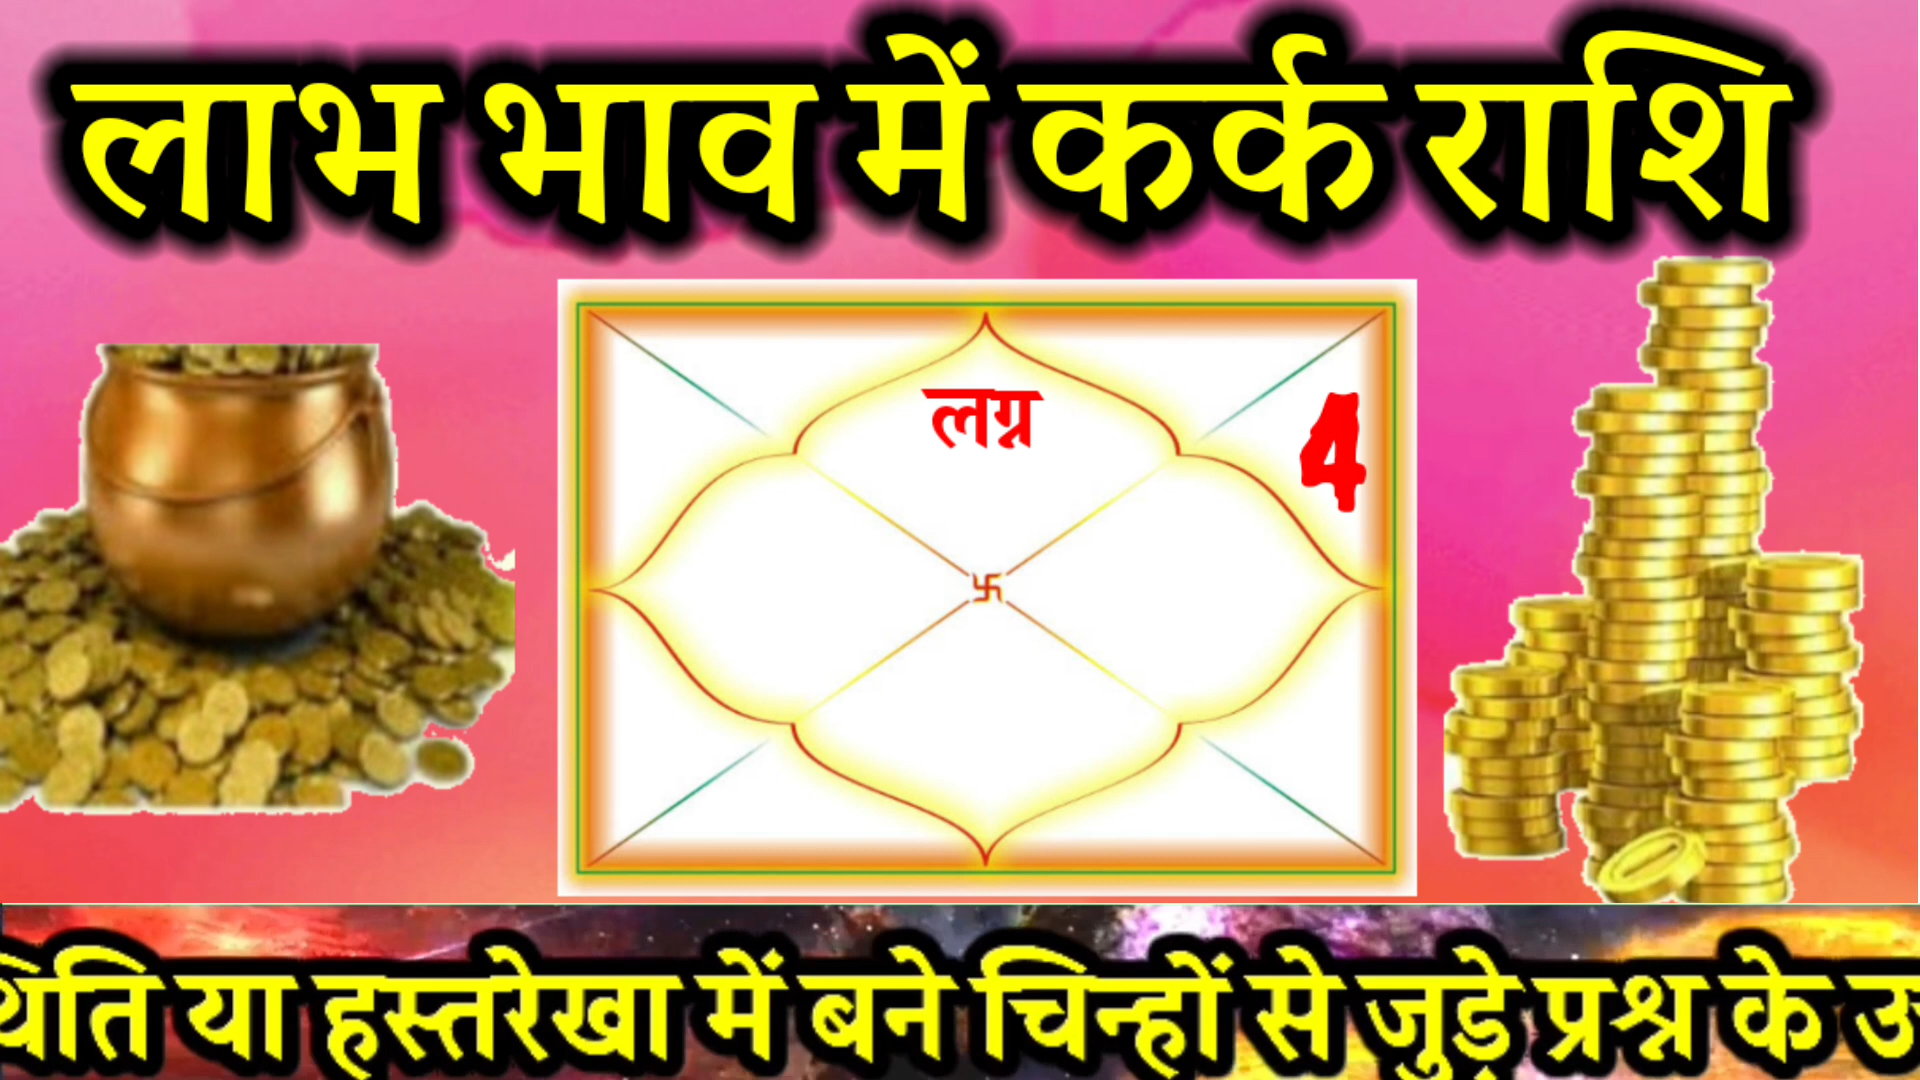 लाभ भाव में कर्क राशि
लग्न
4
या हस्तरेखा में बने चिन्हों से जुड़े प्रश्न के